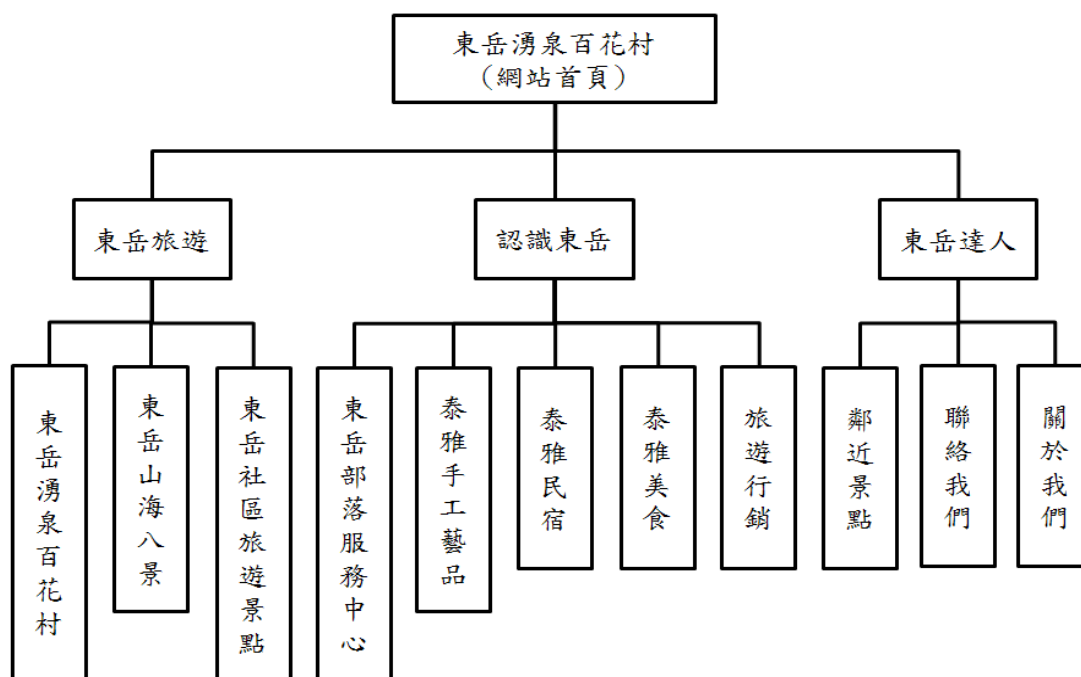 東岳湧泉百花村
(網站首頁)
東岳旅遊
認識東岳
東岳達人
東岳湧泉百花村
東岳山海八景
東岳社區旅遊景點
東岳部落服務中心
泰雅手工藝品
泰雅民宿
泰雅美食
旅遊行銷
鄰近景點
聯絡我們
關於我們